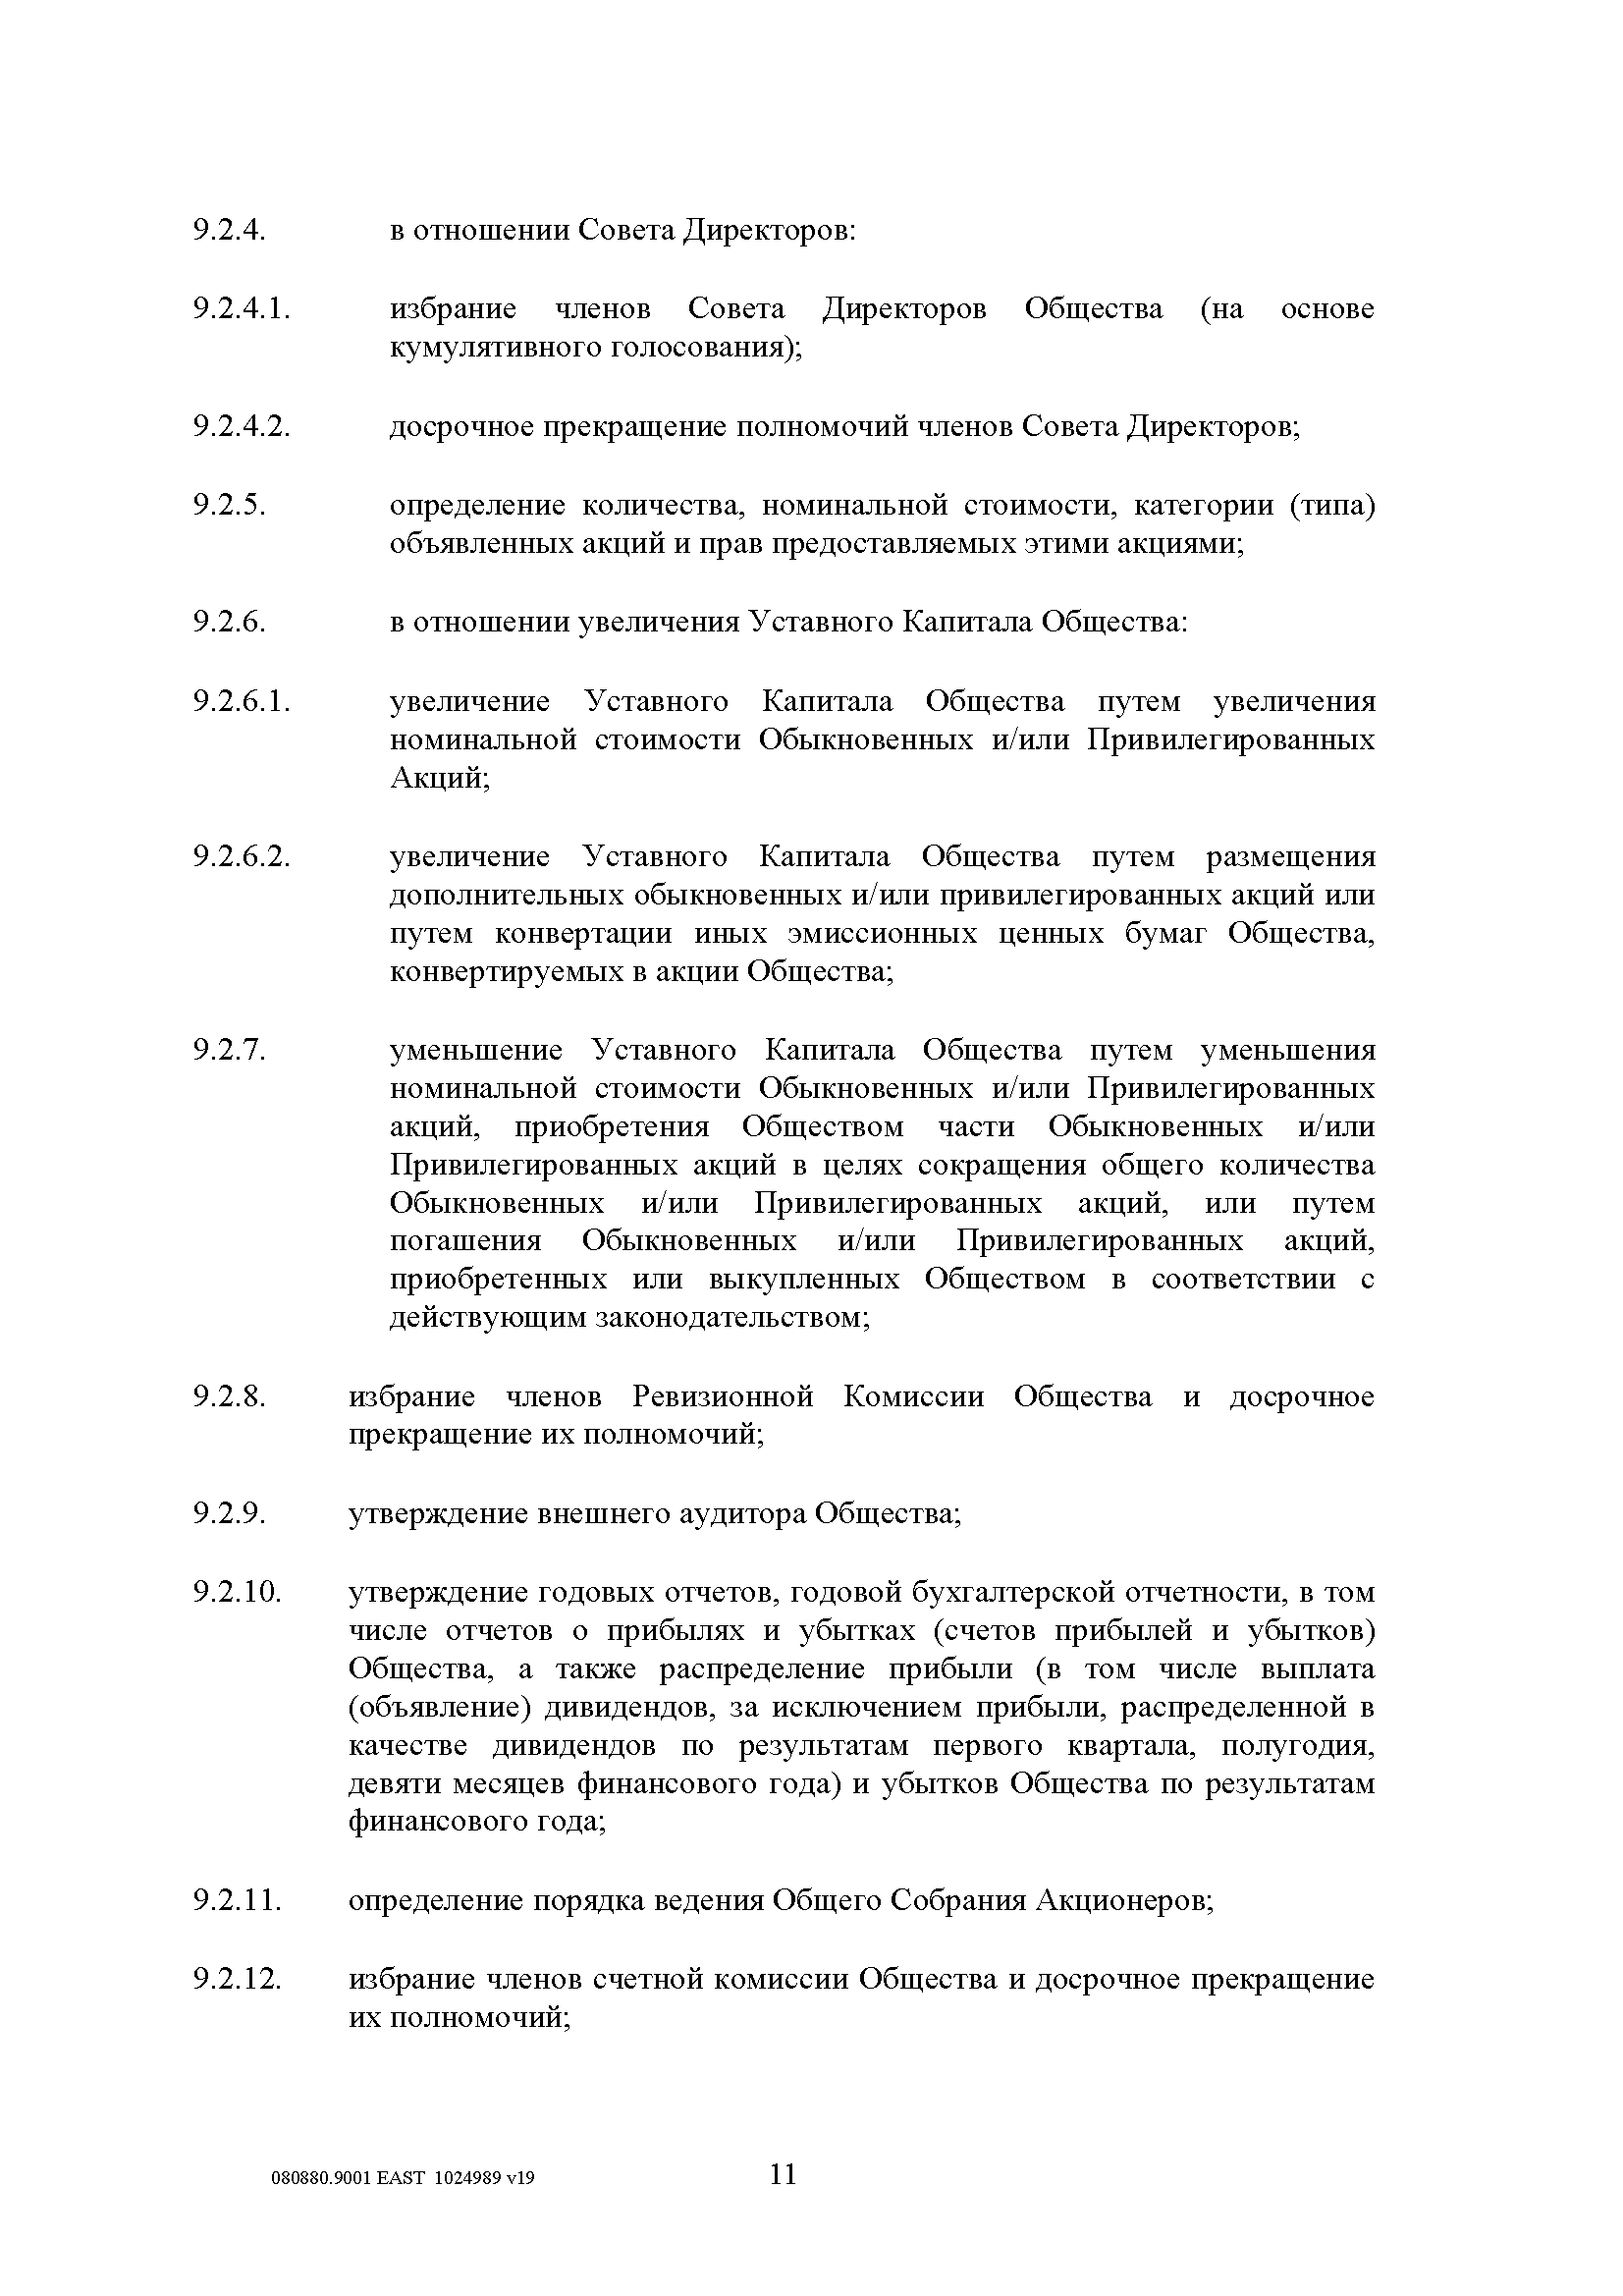 9.2.4. в отношении Совета Директоров:
9.2.4.1. избрание членов Совета Директоров Общества (на основе
кумулятивного голосования);
9.2.4.2. досрочное прекращение полномочий членов Совета Директоров;
9.2.5. определение количества, номинальной стоимости, категории (типа)
объявленных акций и прав предоставляемых этими акциями;
9.2.6. в отношении увеличения Уставного Капитала Общества:
9.2.6.1. увеличение Уставного Капитала Общества путем увеличения
номинальной стоимости Обыкновенных и/или Привилегированных
Акций;
9.2.6.2. увеличение Уставного Капитала Общества путем размещения
дополнительных обыкновенных и/или привилегированных акций или
путем конвертации иных эмиссионных ценных бумаг Общества,
конвертируемых в акции Общества;
9.2.7. уменьшение Уставного Капитала Общества путем уменьшения
номинальной стоимости Обыкновенных и/или Привилегированных
акций, приобретения Обществом части Обыкновенных и/или
Привилегированных акций в целях сокращения общего количества
Обыкновенных и/или Привилегированных акций, или путем
погашения Обыкновенных и/или Привилегированных акций,
приобретенных или выкупленных Обществом в соответствии с
действующим законодательством;
9.2.8. избрание членов Ревизионной Комиссии Общества и досрочное
прекращение их полномочий;
9.2.9. утверждение внешнего аудитора Общества;
9.2.10. утверждение годовых отчетов, годовой бухгалтерской отчетности, в том
числе отчетов о прибылях и убытках (счетов прибылей и убытков)
Общества, а также распределение прибыли (в том числе выплата
(объявление) дивидендов, за исключением прибыли, распределенной в
качестве дивидендов по результатам первого квартала, полугодия,
девяти месяцев финансового года) и убытков Общества по результатам
финансового года;
9.2.11. определение порядка ведения Общего Собрания Акционеров;
9.2.12. избрание членов счетной комиссии Общества и досрочное прекращение
их полномочий;
080880.9001 EAST 1024989 v19 11